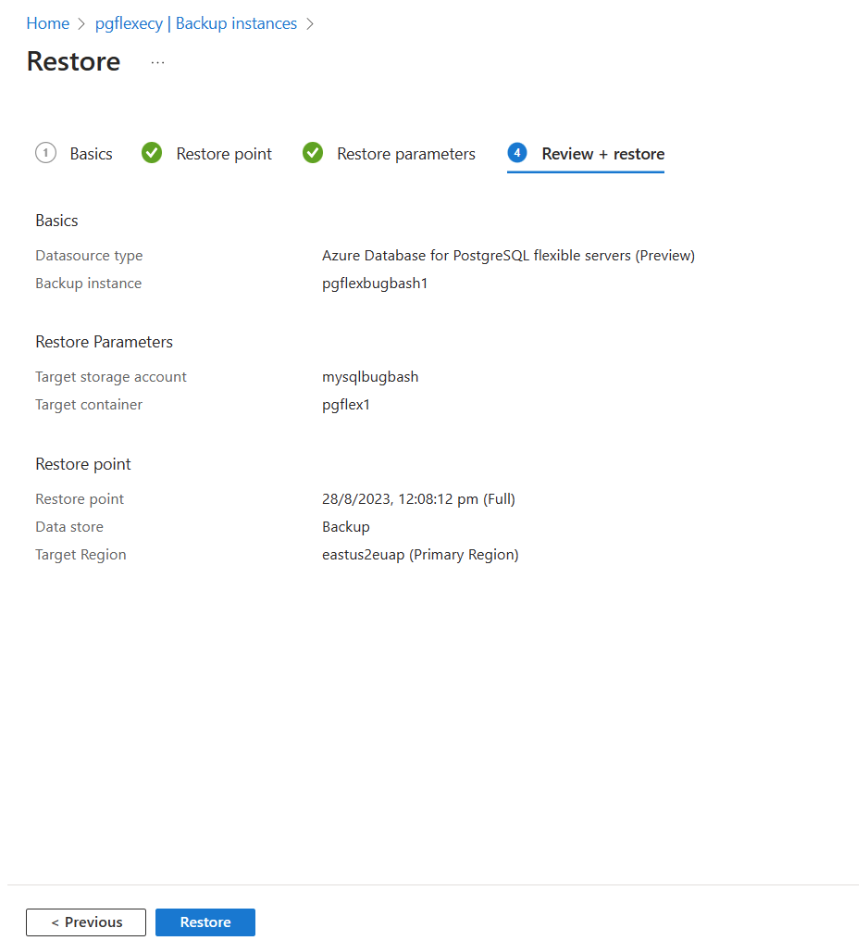 Home > pgflexecy | Backup instances >
Restore ...
1 Basics Restore point Restore parameters 4 Review + restore
Basics
Datasource type Azure Database for PostgreSQL flexible servers (Preview)
Backup instance pgflexbugbash1
Restore Parameters
Target storage account mysqlbugbash
Target container pgflex1
Restore point
Restore point 28/8/2023, 12:08:12 pm (Full)
Data store Backup
Target Region eastus2euap (Primary Region)
< Previous Restore